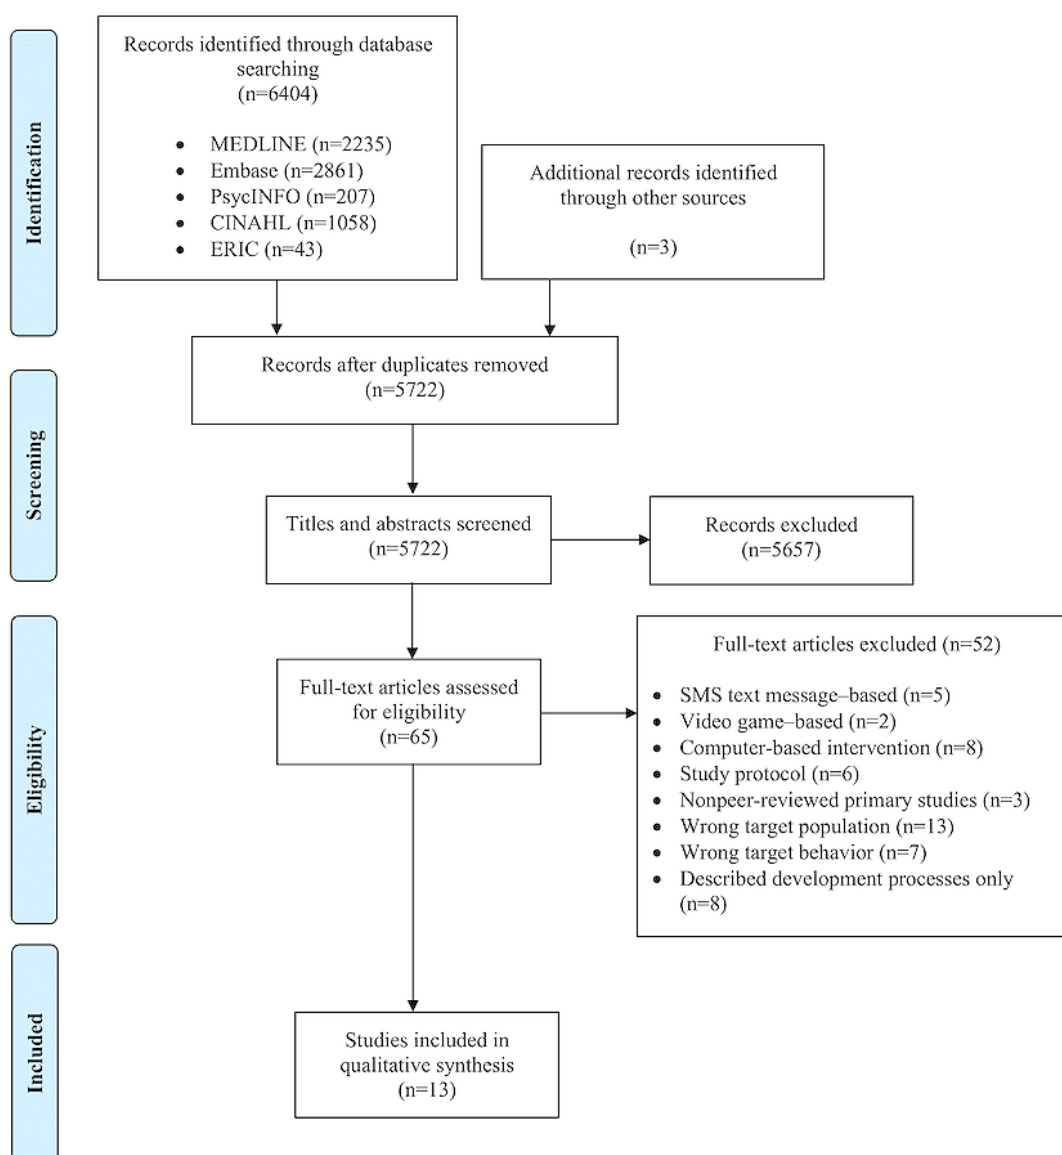 Identification
Records identified through database
searching
(n=6404)
• MEDLINE (n=2235)
• Embase (n=2861)
• PsycINFO (n=207)
• CINAHL (n=1058)
• ERIC (n=43)
Additional records identified
through other sources
(n=3)
Records after duplicates removed
(n=5722)
Screening
Titles and abstracts screened
(n=5722)
Records excluded
(n=5657)
Eligibility
Full-text articles assessed
for eligibility
(n=65)
Full-text articles excluded (n=52)
• SMS text message–based (n=5)
• Video game–based (n=2)
• Computer-based intervention (n=8)
• Study protocol (n=6)
• Nonpeer-reviewed primary studies (n=3)
• Wrong target population (n=13)
• Wrong target behavior (n=7)
• Described development processes only
(n=8)
Included
Studies included in
qualitative synthesis
(n=13)